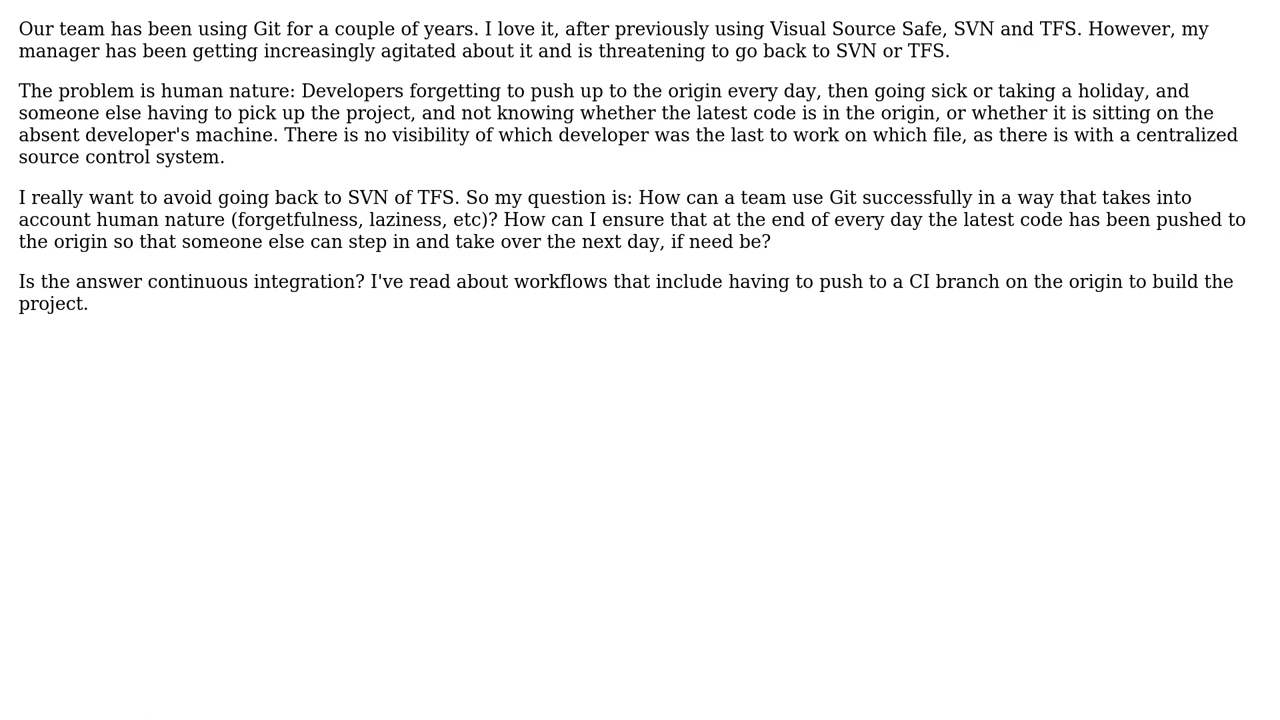 Our team has been using Git for a couple of years. I love it, after previously using Visual Source Safe, SVN and TFS. However, my
manager has been getting increasingly agitated about it and is threatening to go back to SVN or TFS.
The problem is human nature: Developers forgetting to push up to the origin every day, then going sick or taking a holiday, and
someone else having to pick up the project, and not knowing whether the latest code is in the origin, or whether it is sitting on the
absent developer's machine. There is no visibility of which developer was the last to work on which file, as there is with a centralized
source control system.
I really want to avoid going back to SVN of TFS. So my question is: How can a team use Git successfully in a way that takes into
account human nature (forgetfulness, laziness, etc)? How can I ensure that at the end of every day the latest code has been pushed to
the origin so that someone else can step in and take over the next day, if need be?
Is the answer continuous integration? I've read about workflows that include having to push to a CI branch on the origin to build the
project.